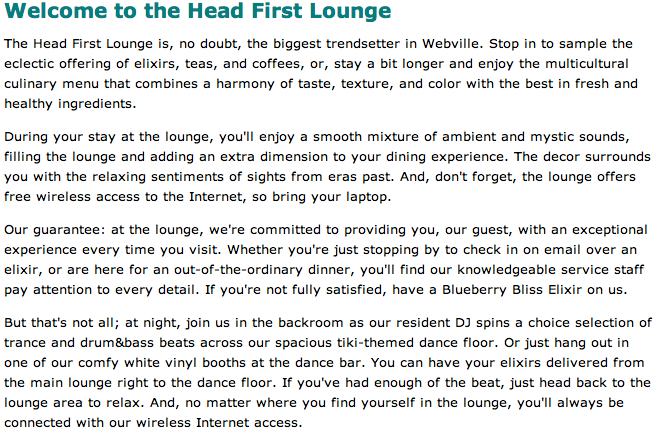 Welcome to the Head First Lounge
The Head First Lounge is, no doubt, the biggest trendsetter in Webville. Stop in to sample the
eclectic offering of elixirs, teas, and coffees, or, stay a bit longer and enjoy the multicultural
culinary menu that combines a harmony of taste, texture, and color with the best in fresh and
healthy ingredients.
During your stay at the lounge, you'll enjoy a smooth mixture of ambient and mystic sounds,
filling the lounge and adding an extra dimension to your dining experience. The decor surrounds
you with the relaxing sentiments of sights from eras past. And, don't forget, the lounge offers
free wireless access to the Internet, so bring your laptop.
Our guarantee: at the lounge, we're committed to providing you, our guest, with an exceptional
experience every time you visit. Whether you're just stopping by to check in on email over an
elixir, or are here for an out-of-the-ordinary dinner, you'll find our knowledgeable service staff
pay attention to every detail. If you're not fully satisfied, have a Blueberry Bliss Elixir on us.
But that's not all; at night, join us in the backroom as our resident DJ spins a choice selection of
trance and drum&bass beats across our spacious tiki-themed dance floor. Or just hang out in
one of our comfy white vinyl booths at the dance bar. You can have your elixirs delivered from
the main lounge right to the dance floor. If you've had enough of the beat, just head back to the
lounge area to relax. And, no matter where you find yourself in the lounge, you'll always be
connected with our wireless Internet access.